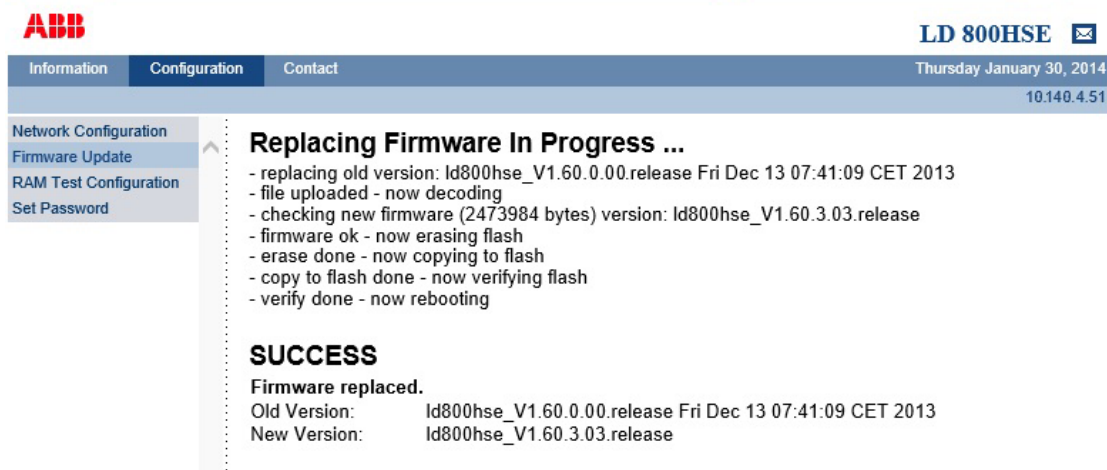 ABB
LD 800HSE
Information Configuration Contact
Thursday January 30, 2014
10.140.4.51
Network Configuration
Firmware Update
RAM Test Configuration
Set Password
Replacing Firmware In Progress ...
- replacing old version: ld800hse_V1.60.0.00.release Fri Dec 13 07:41:09 CET 2013
- file uploaded - now decoding
- checking new firmware (2473984 bytes) version: ld800hse_V1.60.3.03.release
- firmware ok - now erasing flash
- erase done - now copying to flash
- copy to flash done - now verifying flash
- verify done - now rebooting
SUCCESS
Firmware replaced.
Old Version: ld800hse_V1.60.0.00.release Fri Dec 13 07:41:09 CET 2013
New Version: ld800hse_V1.60.3.03.release